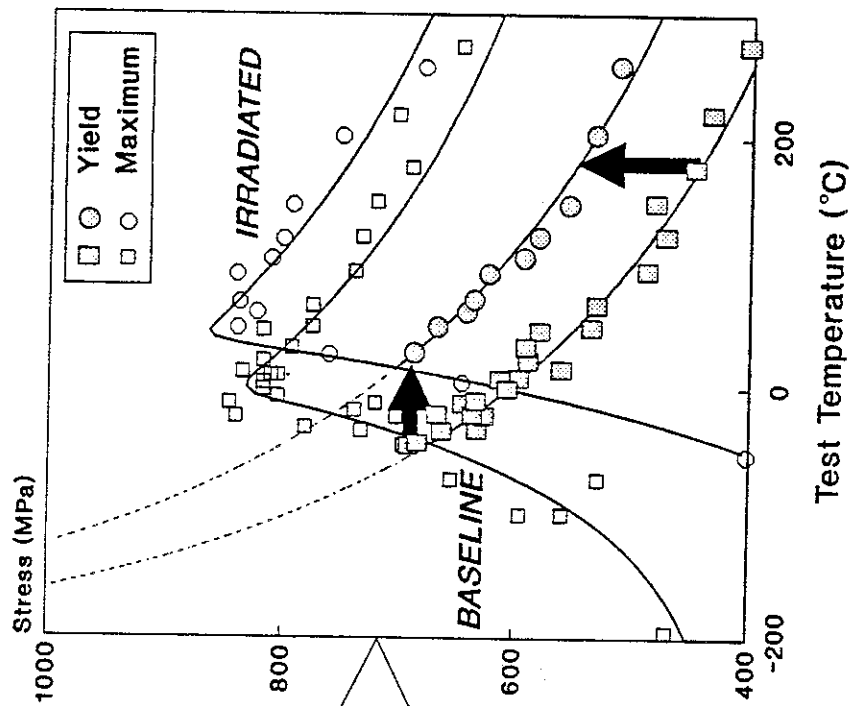 Stress (MPa)
1000
800
600
400
-200
0
200
Test Temperature (°C)
Yield
Maximum
IRRADIATED
BASELINE